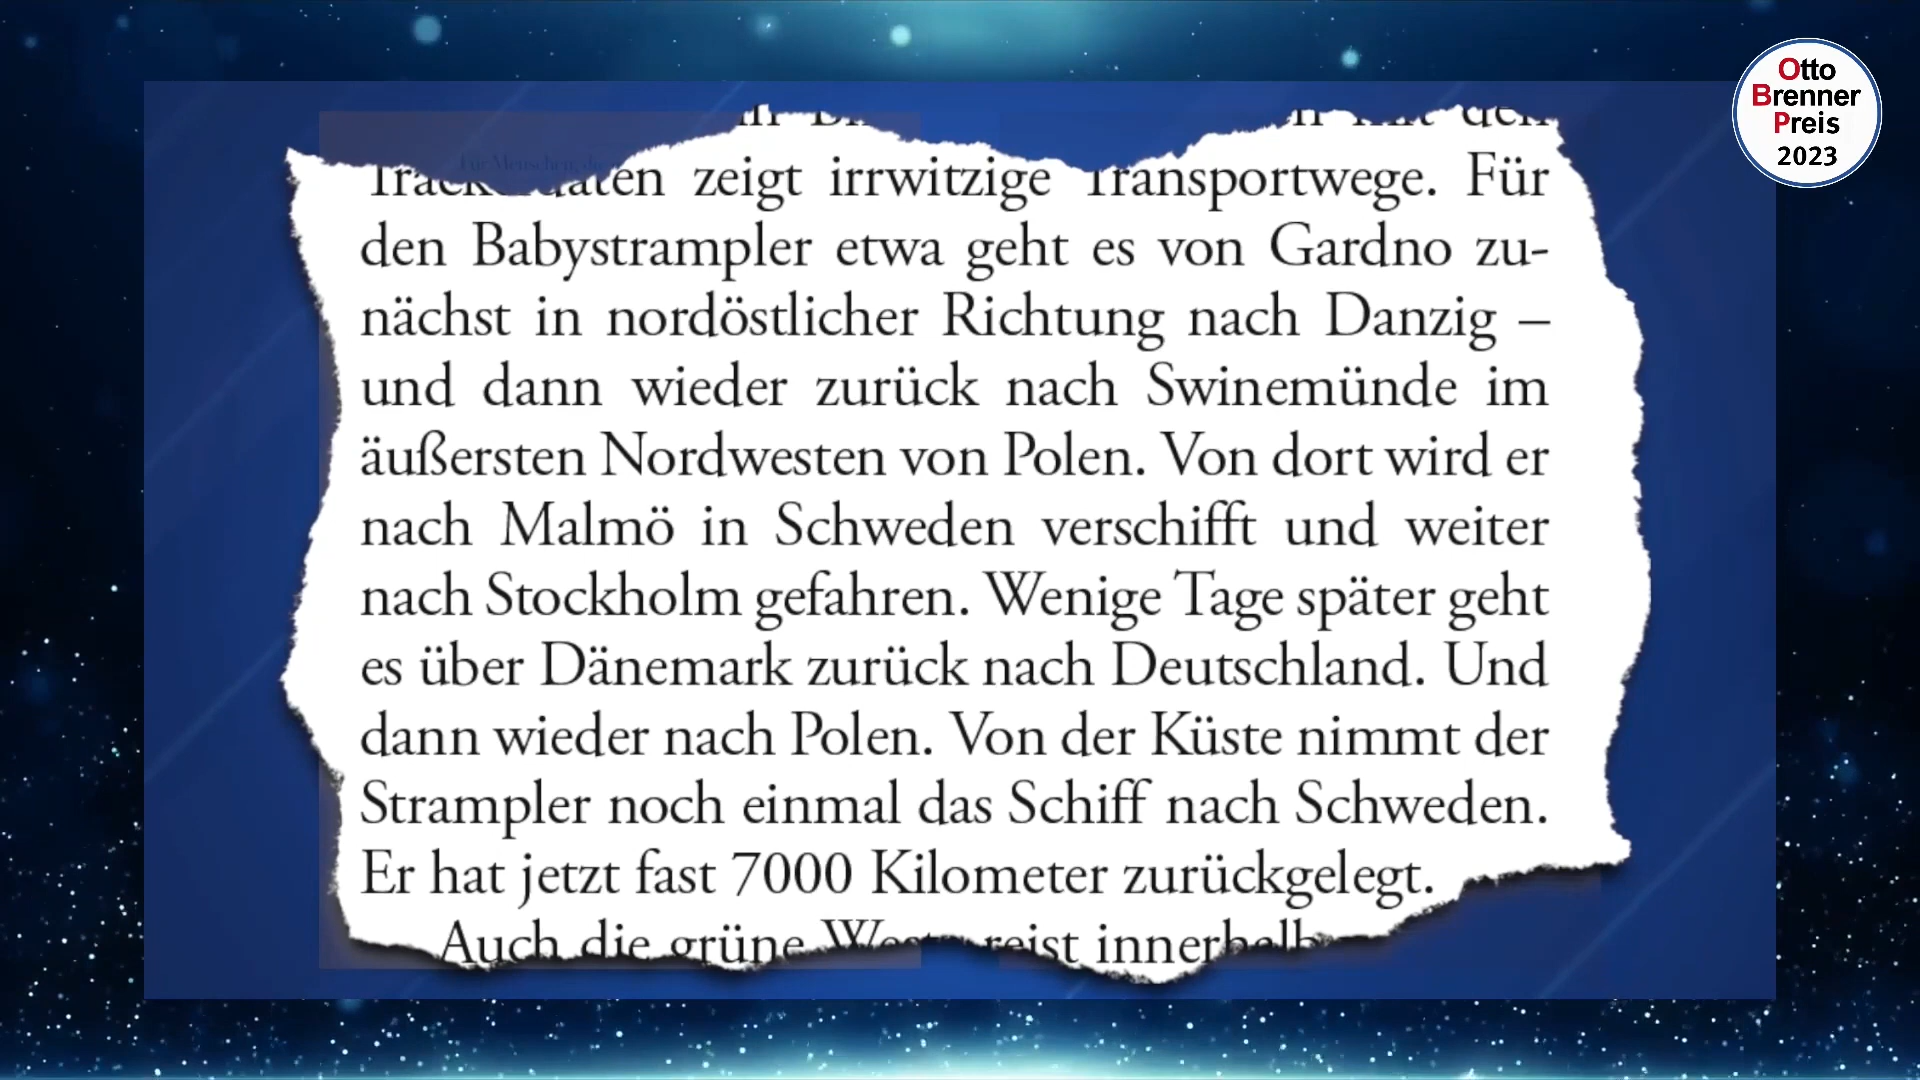 zeigt irrwitzige Transportwege. Für
den Babystrampler etwa geht es von Gardno zu-
nächst in nordöstlicher Richtung nach Danzig –
und dann wieder zurück nach Swinemünde im
äußersten Nordwesten von Polen. Von dort wird er
nach Malmö in Schweden verschifft und weiter
nach Stockholm gefahren. Wenige Tage später geht
es über Dänemark zurück nach Deutschland. Und
dann wieder nach Polen. Von der Küste nimmt der
Strampler noch einmal das Schiff nach Schweden.
Er hat jetzt fast 7000 Kilometer zurückgelegt.
Auch die grüne reist
Otto
Brenner
Preis
2023